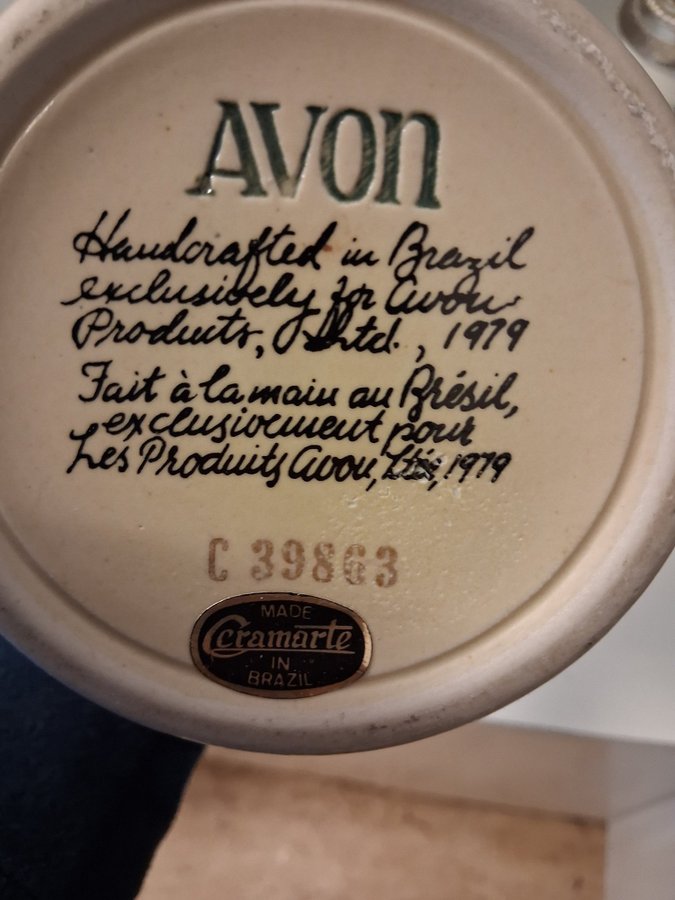 AVON
Handcrafted in Brazil
exclusively for Avon
Products, Ltd., 1979
Fait à la main au Brésil,
exclusivement pour
Les Produits Avon, Ltée, 1979
C 39863
MADE
Ceramarte
IN
BRAZIL